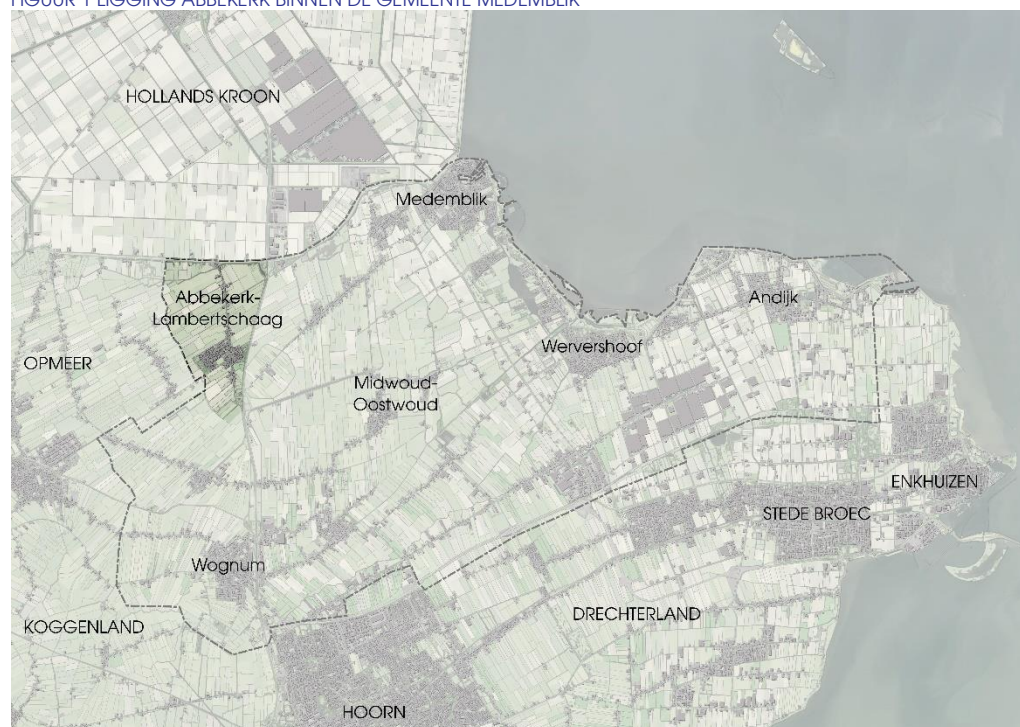 FIGUUR 1 LIGGING ABBEKERK BINNEN DE GEMEENTE MEDEMBLIK
HOLLANDS KROON
Medemblik
Abbekerk-
Lambertschaag
Andijk
Wervershoof
OPMEER
Midwoud-
Oostwoud
ENKHUIZEN
STEDE BROEC
Wognum
DRECHTERLAND
KOGGENLAND
HOORN